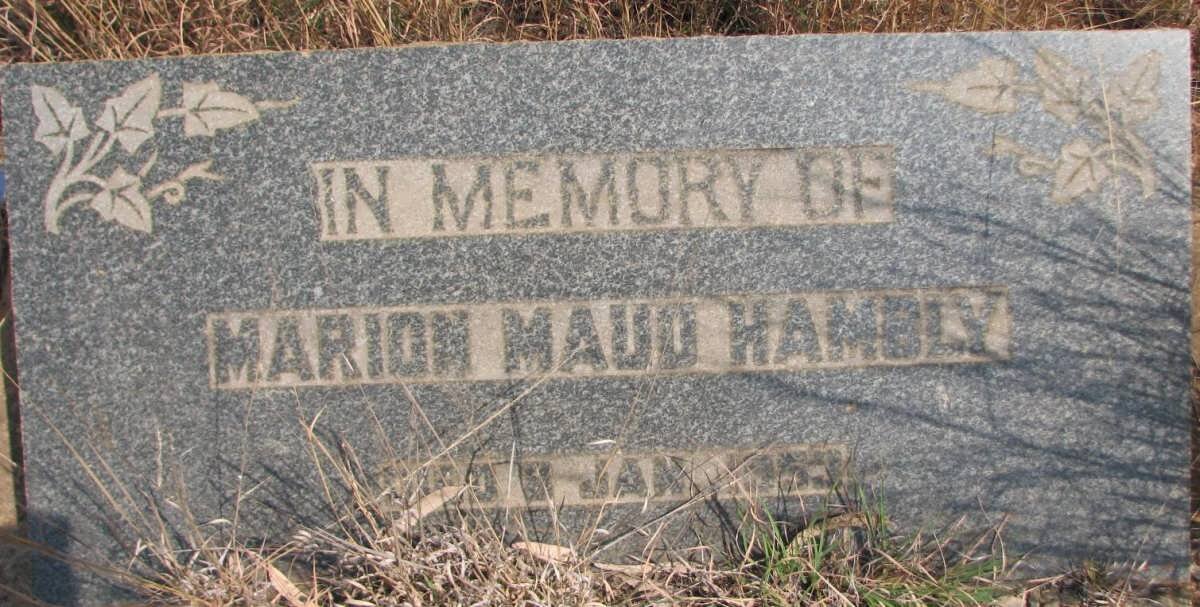 IN MEMORY OF
MARION MAUD HAMBLY
JAN